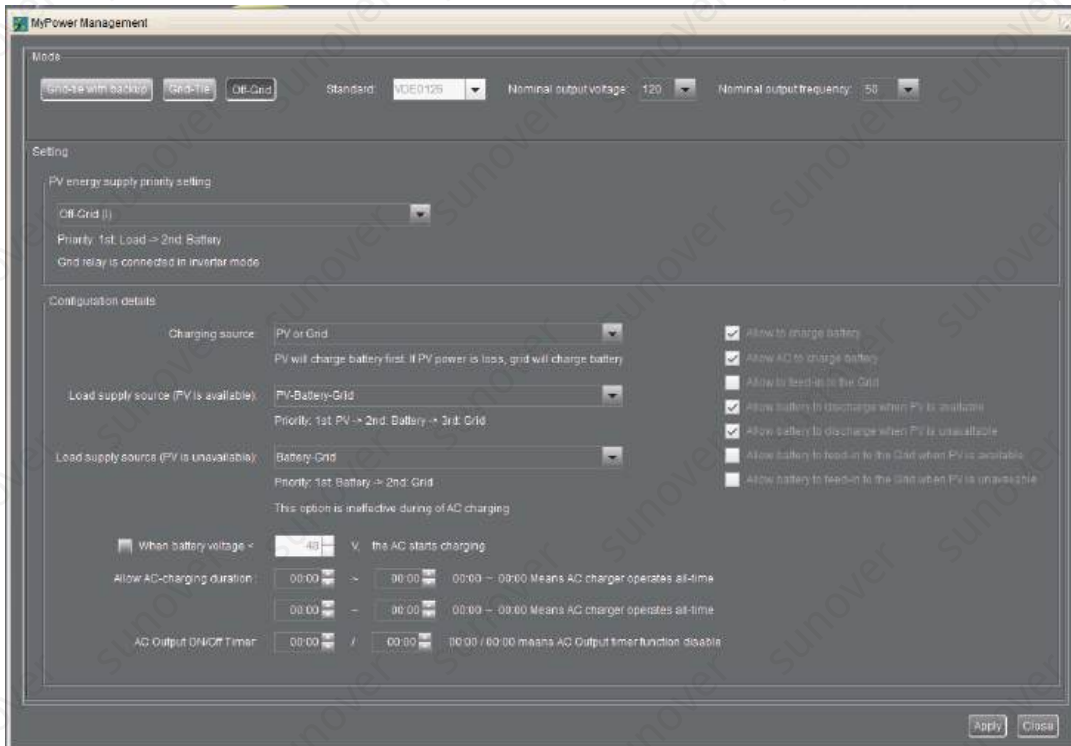 MyPower Management
Mode
Grid-tie with backup Grid-Tie Off-Grid Standard: VDE0126 Nominal output voltage: 120 Nominal output frequency: 50
Setting
PV energy supply priority setting
Off-Grid (I)
Priority: 1st: Load -> 2nd: Battery
Grid relay is connected in inverter mode
Configuration details
Charging source: PV or Grid
PV will charge battery first. If PV power is loss, grid will charge battery
Load supply source (PV is available): PV-Battery-Grid
Priority: 1st: PV -> 2nd: Battery -> 3rd: Grid
Load supply source (PV is unavailable): Battery-Grid
Priority: 1st: Battery -> 2nd: Grid
This option is ineffective during of AC charging
When battery voltage < 48 V, the AC starts charging
Allow AC-charging duration: 00:00 ~ 00:00 00:00 ~ 00:00 Means AC charger operates all-time
00:00 ~ 00:00 00:00 ~ 00:00 Means AC charger operates all-time
AC Output ON/Off Timer: 00:00 / 00:00 00:00 / 00:00 means AC Output timer function disable
Allow to charge battery
Allow AC to charge battery
Allow to feed-in to the Grid
Allow battery to discharge when PV is available
Allow battery to discharge when PV is unavailable
Allow battery to feed-in to the Grid when PV is available
Allow battery to feed-in to the Grid when PV is unavailable
Apply Close
sunover